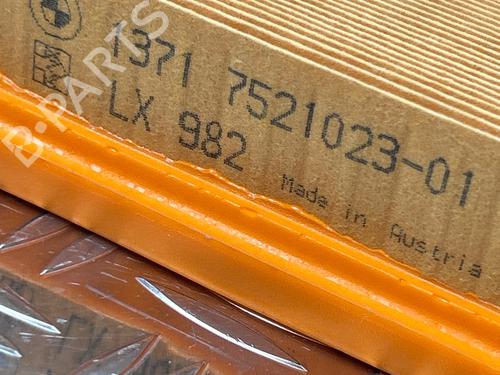 B-PARTS
1371 7521023-01
LX 982
Made in Austria